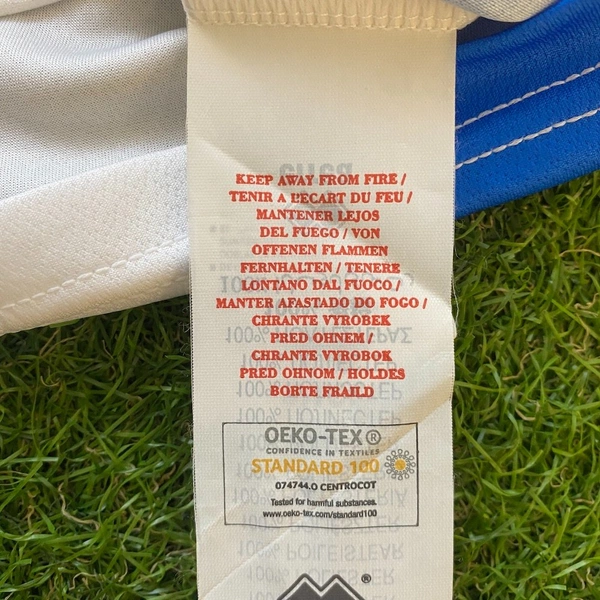 KEEP AWAY FROM FIRE /
TENIR A L'ECART DU FEU /
MANTENER LEJOS
DEL FUEGO / VON
OFFENEN FLAMMEN
FERNHALTEN / TENERE
LONTANO DAL FUOCO /
MANTER AFASTADO DO FOGO /
CHRANTE VYROBEK
PRED OHNEM /
CHRANTE VYROBOK
PRED OHNOM / HOLDES
BORTE FRAILD
OEKO-TEX®
CONFIDENCE IN TEXTILES
STANDARD 100
074744.0 CENTROCOT
Tested for harmful substances.
www.oeko-tex.com/standard100
®